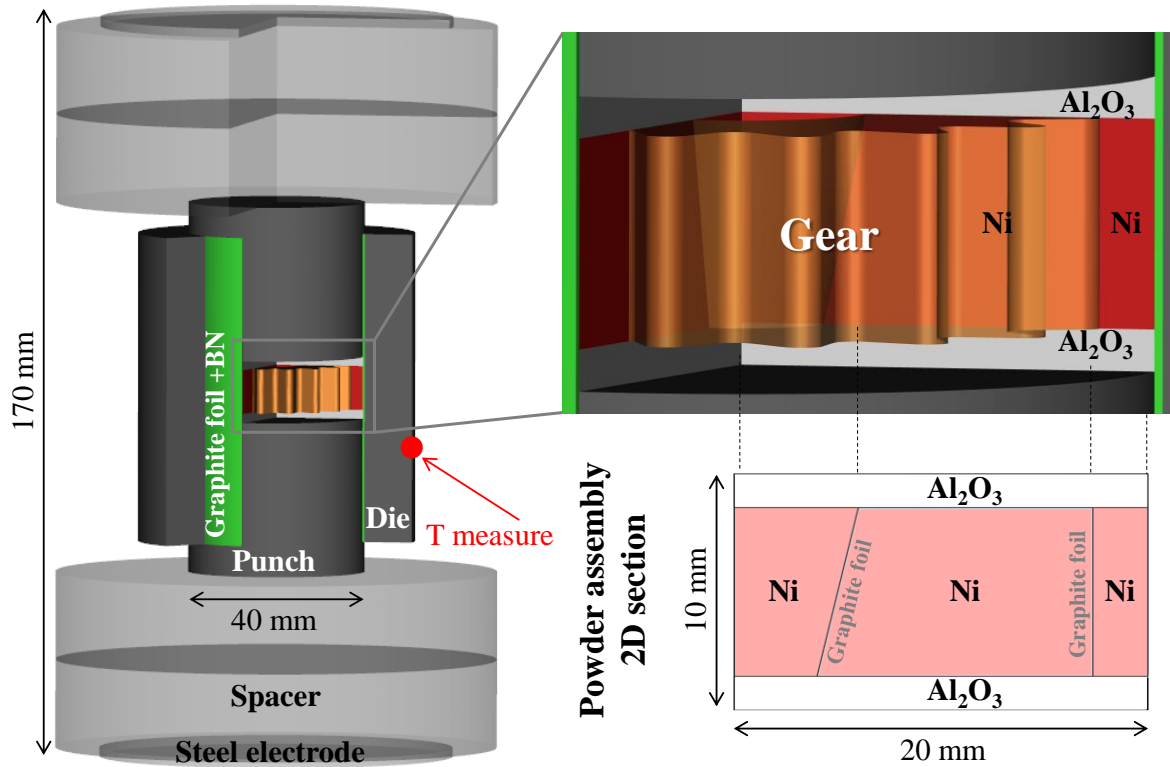 170 mm
Graphite foil +BN
Die
T measure
Punch
40 mm
Spacer
Steel electrode
Al₂O₃
Gear
Ni
Ni
Al₂O₃
Powder assembly
2D section
10 mm
Al₂O₃
Ni
Graphite foil
Ni
Graphite foil
Ni
Al₂O₃
20 mm